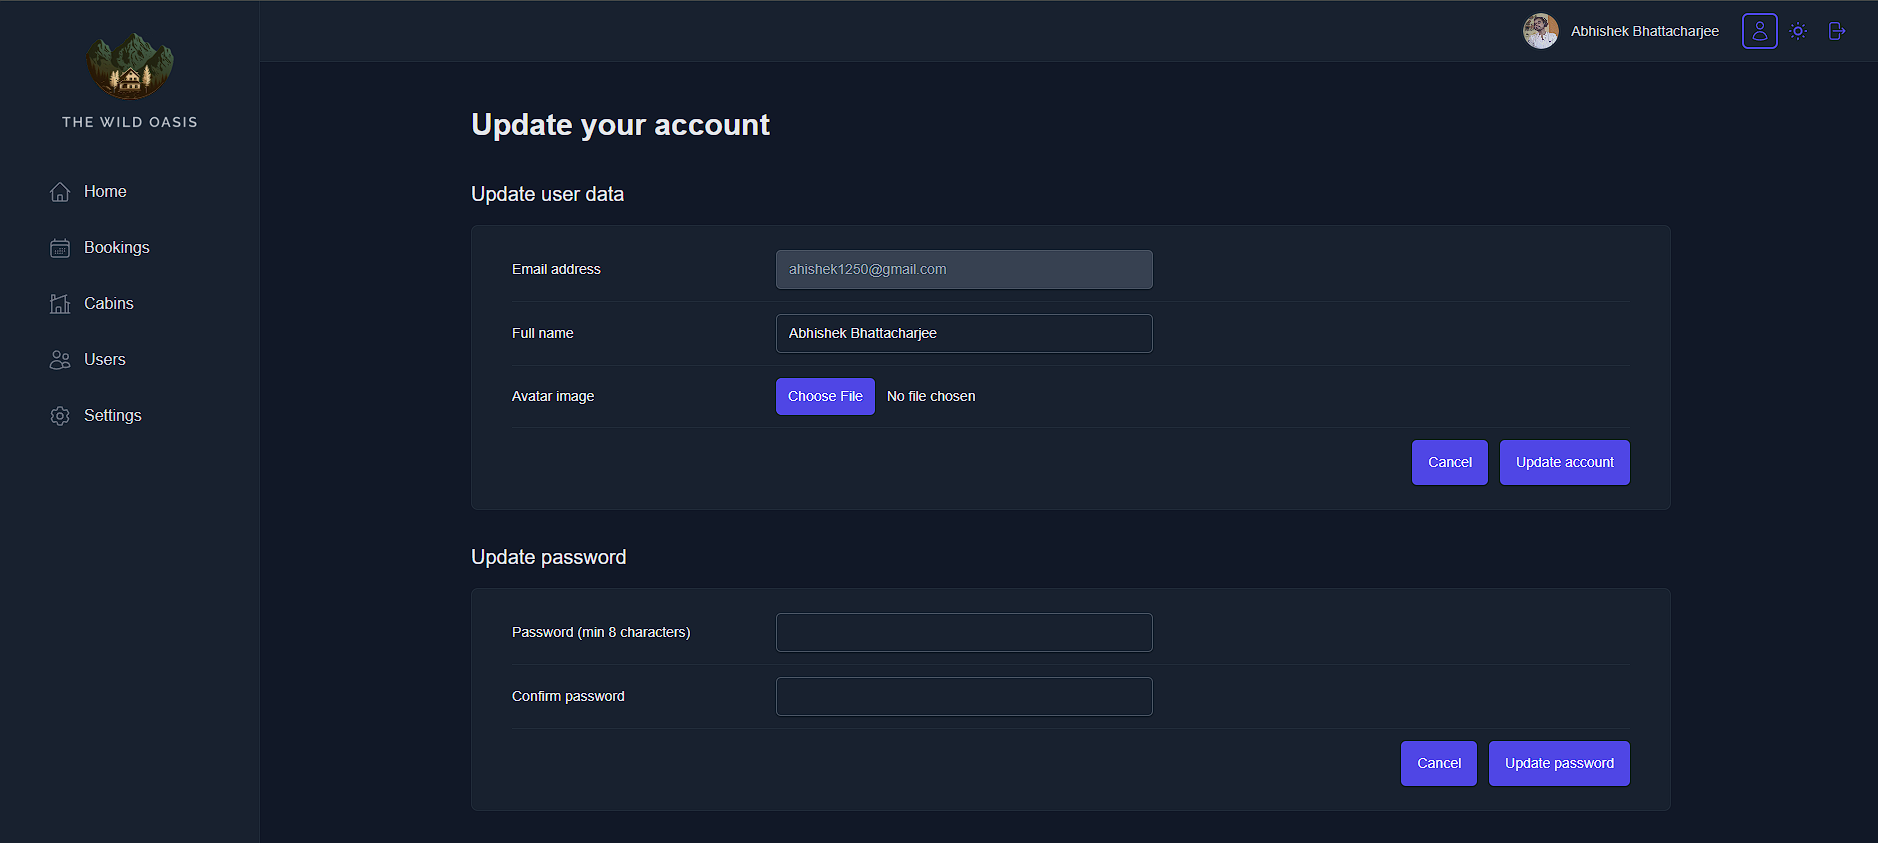 THE WILD OASIS
Home
Bookings
Cabins
Users
Settings
Abhishek Bhattacharjee
Update your account
Update user data
Email address
ahishek1250@gmail.com
Full name
Abhishek Bhattacharjee
Avatar image
Choose File No file chosen
Cancel
Update account
Update password
Password (min 8 characters)
Confirm password
Cancel
Update password